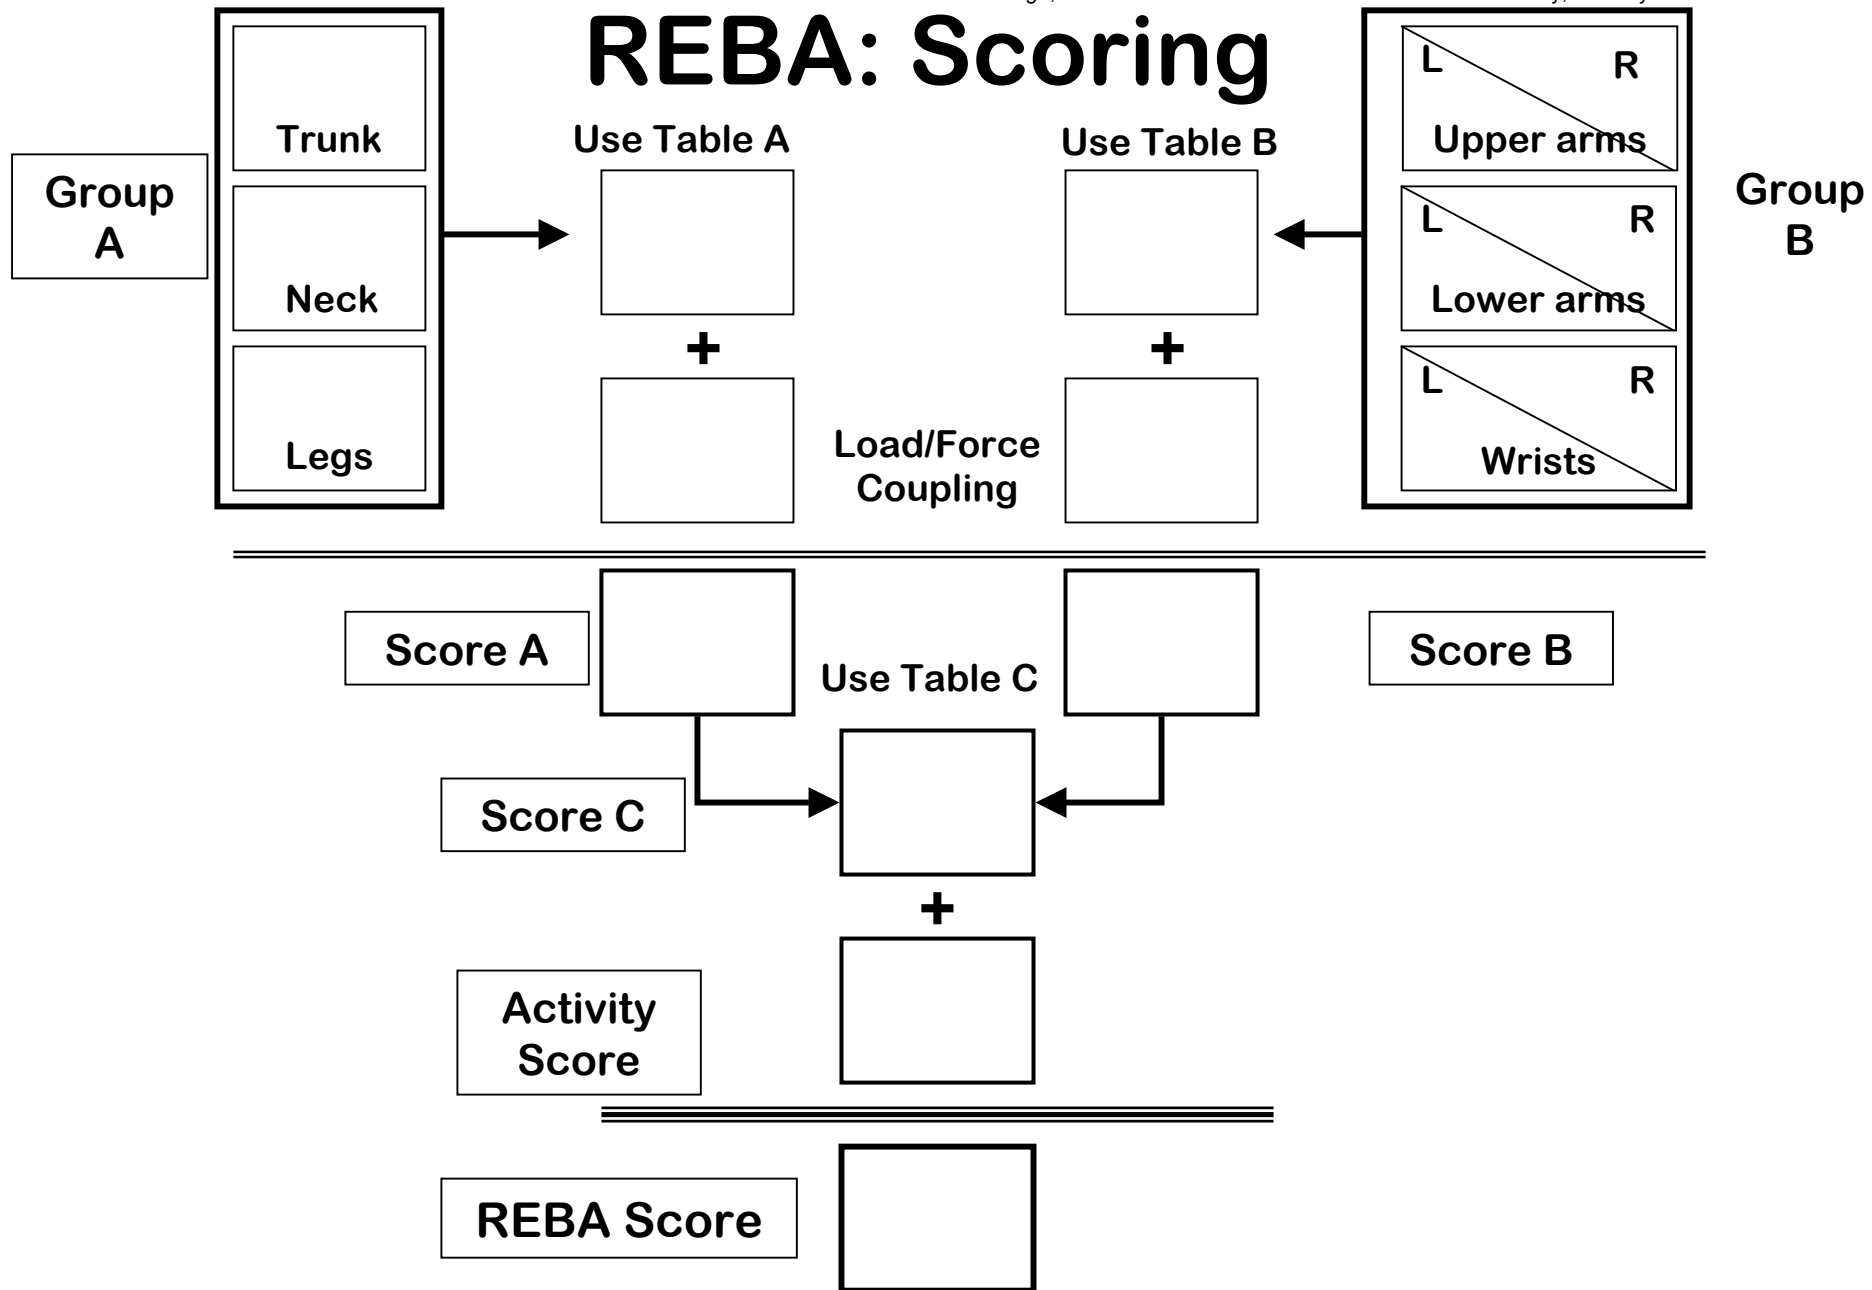 REBA: Scoring
Group
A
Trunk
Neck
Legs
Use Table A
+
Use Table B
+
Load/Force
Coupling
L R
Upper arms
L R
Lower arms
L R
Wrists
Group
B
Score A
Use Table C
Score B
Score C
+
Activity
Score
REBA Score